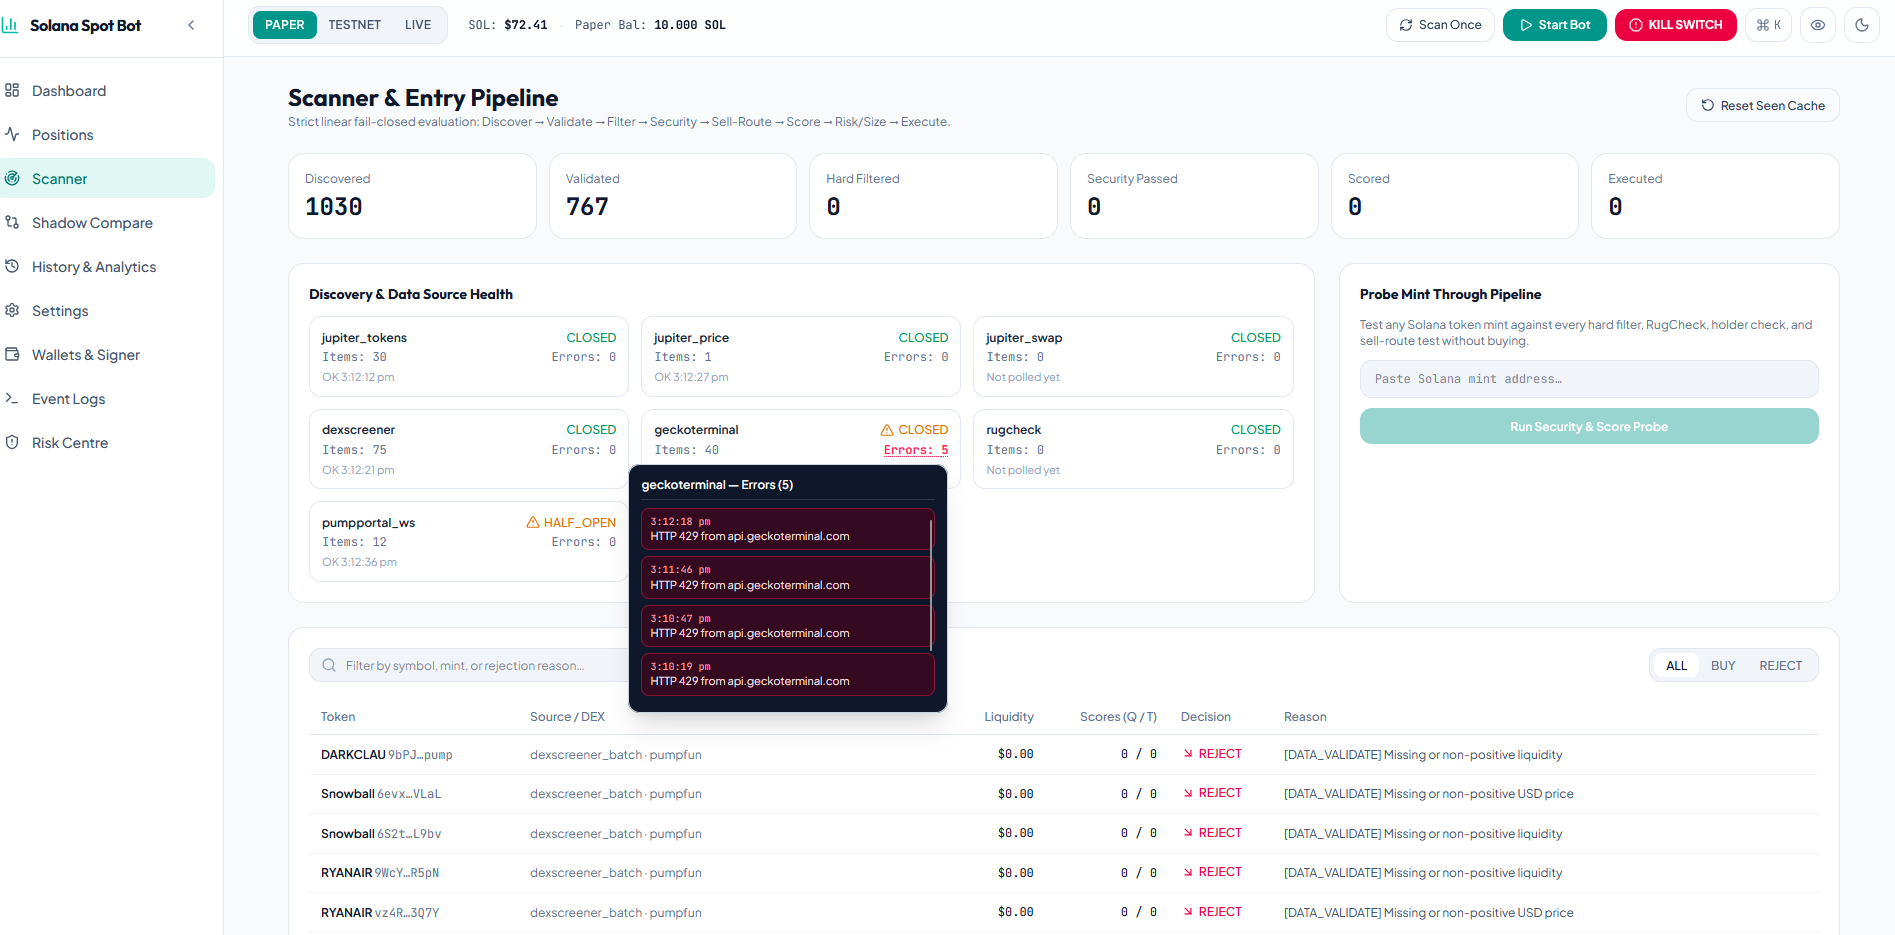 Solana Spot Bot
PAPER TESTNET LIVE SOL: $72.41 · Paper Bal: 10.000 SOL Scan Once Start Bot KILL SWITCH ⌘ K
Dashboard
Positions
Scanner
Shadow Compare
History & Analytics
Settings
Wallets & Signer
Event Logs
Risk Centre
Scanner & Entry Pipeline
Strict linear fail-closed evaluation: Discover → Validate → Filter → Security → Sell-Route → Score → Risk/Size → Execute.
Reset Seen Cache
Discovered
1030
Validated
767
Hard Filtered
0
Security Passed
0
Scored
0
Executed
0
Discovery & Data Source Health
jupiter_tokens CLOSED
Items: 30 Errors: 0
OK 3:12:12 pm
jupiter_price CLOSED
Items: 1 Errors: 0
OK 3:12:27 pm
jupiter_swap CLOSED
Items: 0 Errors: 0
Not polled yet
dexscreener CLOSED
Items: 75 Errors: 0
OK 3:12:21 pm
geckoterminal CLOSED
Items: 40 Errors: 5
rugcheck CLOSED
Items: 0 Errors: 0
Not polled yet
pumpportal_ws HALF_OPEN
Items: 12 Errors: 0
OK 3:12:36 pm
geckoterminal — Errors (5)
3:12:18 pm
HTTP 429 from api.geckoterminal.com
3:11:46 pm
HTTP 429 from api.geckoterminal.com
3:10:47 pm
HTTP 429 from api.geckoterminal.com
3:10:19 pm
HTTP 429 from api.geckoterminal.com
Probe Mint Through Pipeline
Test any Solana token mint against every hard filter, RugCheck, holder check, and
sell-route test without buying.
Paste Solana mint address…
Run Security & Score Probe
Filter by symbol, mint, or rejection reason…
ALL BUY REJECT
Token Source / DEX Liquidity Scores (Q / T) Decision Reason
DARKCLAU 9bPJ…pump dexscreener_batch · pumpfun $0.00 0 / 0 REJECT [DATA_VALIDATE] Missing or non-positive liquidity
Snowball 6evx…VLaL dexscreener_batch · pumpfun $0.00 0 / 0 REJECT [DATA_VALIDATE] Missing or non-positive USD price
Snowball 6S2t…L9bv dexscreener_batch · pumpfun $0.00 0 / 0 REJECT [DATA_VALIDATE] Missing or non-positive liquidity
RYANAIR 9WcY…R5pN dexscreener_batch · pumpfun $0.00 0 / 0 REJECT [DATA_VALIDATE] Missing or non-positive liquidity
RYANAIR vz4R…3Q7Y dexscreener_batch · pumpfun $0.00 0 / 0 REJECT [DATA_VALIDATE] Missing or non-positive USD price